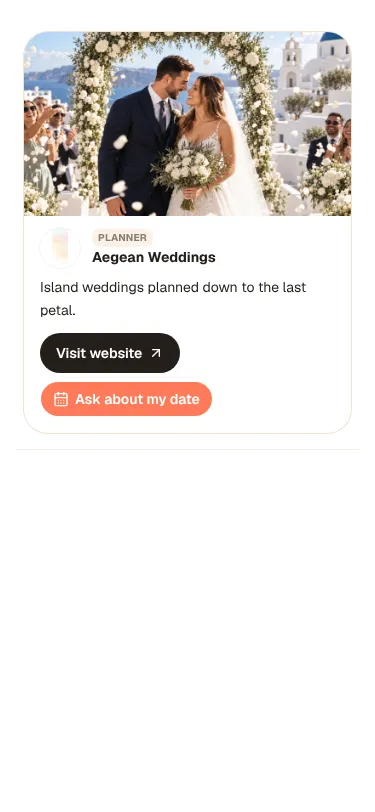 PLANNER
Aegean Weddings
Island weddings planned down to the last
petal.
Visit website
Ask about my date